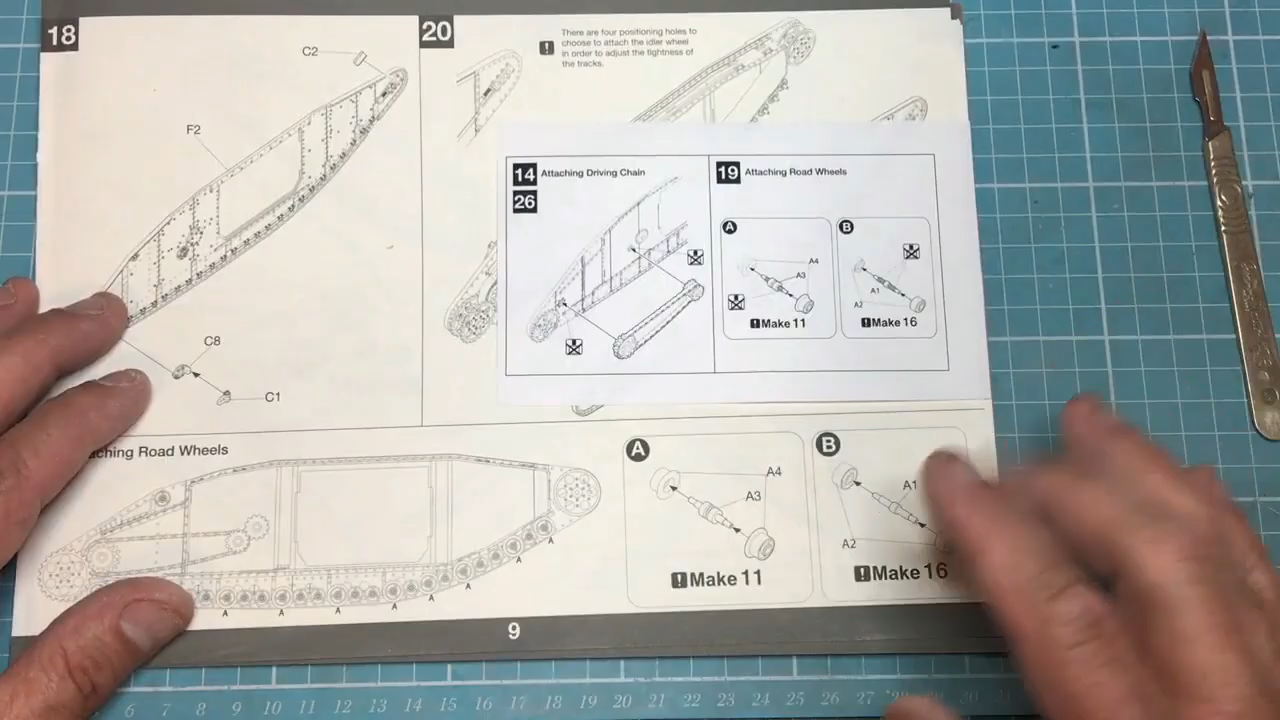 18
C2
F2
C8
C1
20
There are four positioning holes to
choose to attach the idler wheel
in order to adjust the tightness of
the tracks.
14 Attaching Driving Chain
26
19 Attaching Road Wheels
A
A4
A3
Make 11
B
A1
A2
Make 16
aching Road Wheels
A
A
A
A
A
A
A
A
A
A4
A3
Make 11
B
A1
A2
Make 16
9
6 7 8 9 10 11 12 13 14 15 16 17 18 19 20 21 22 23 24 25 26 27 28